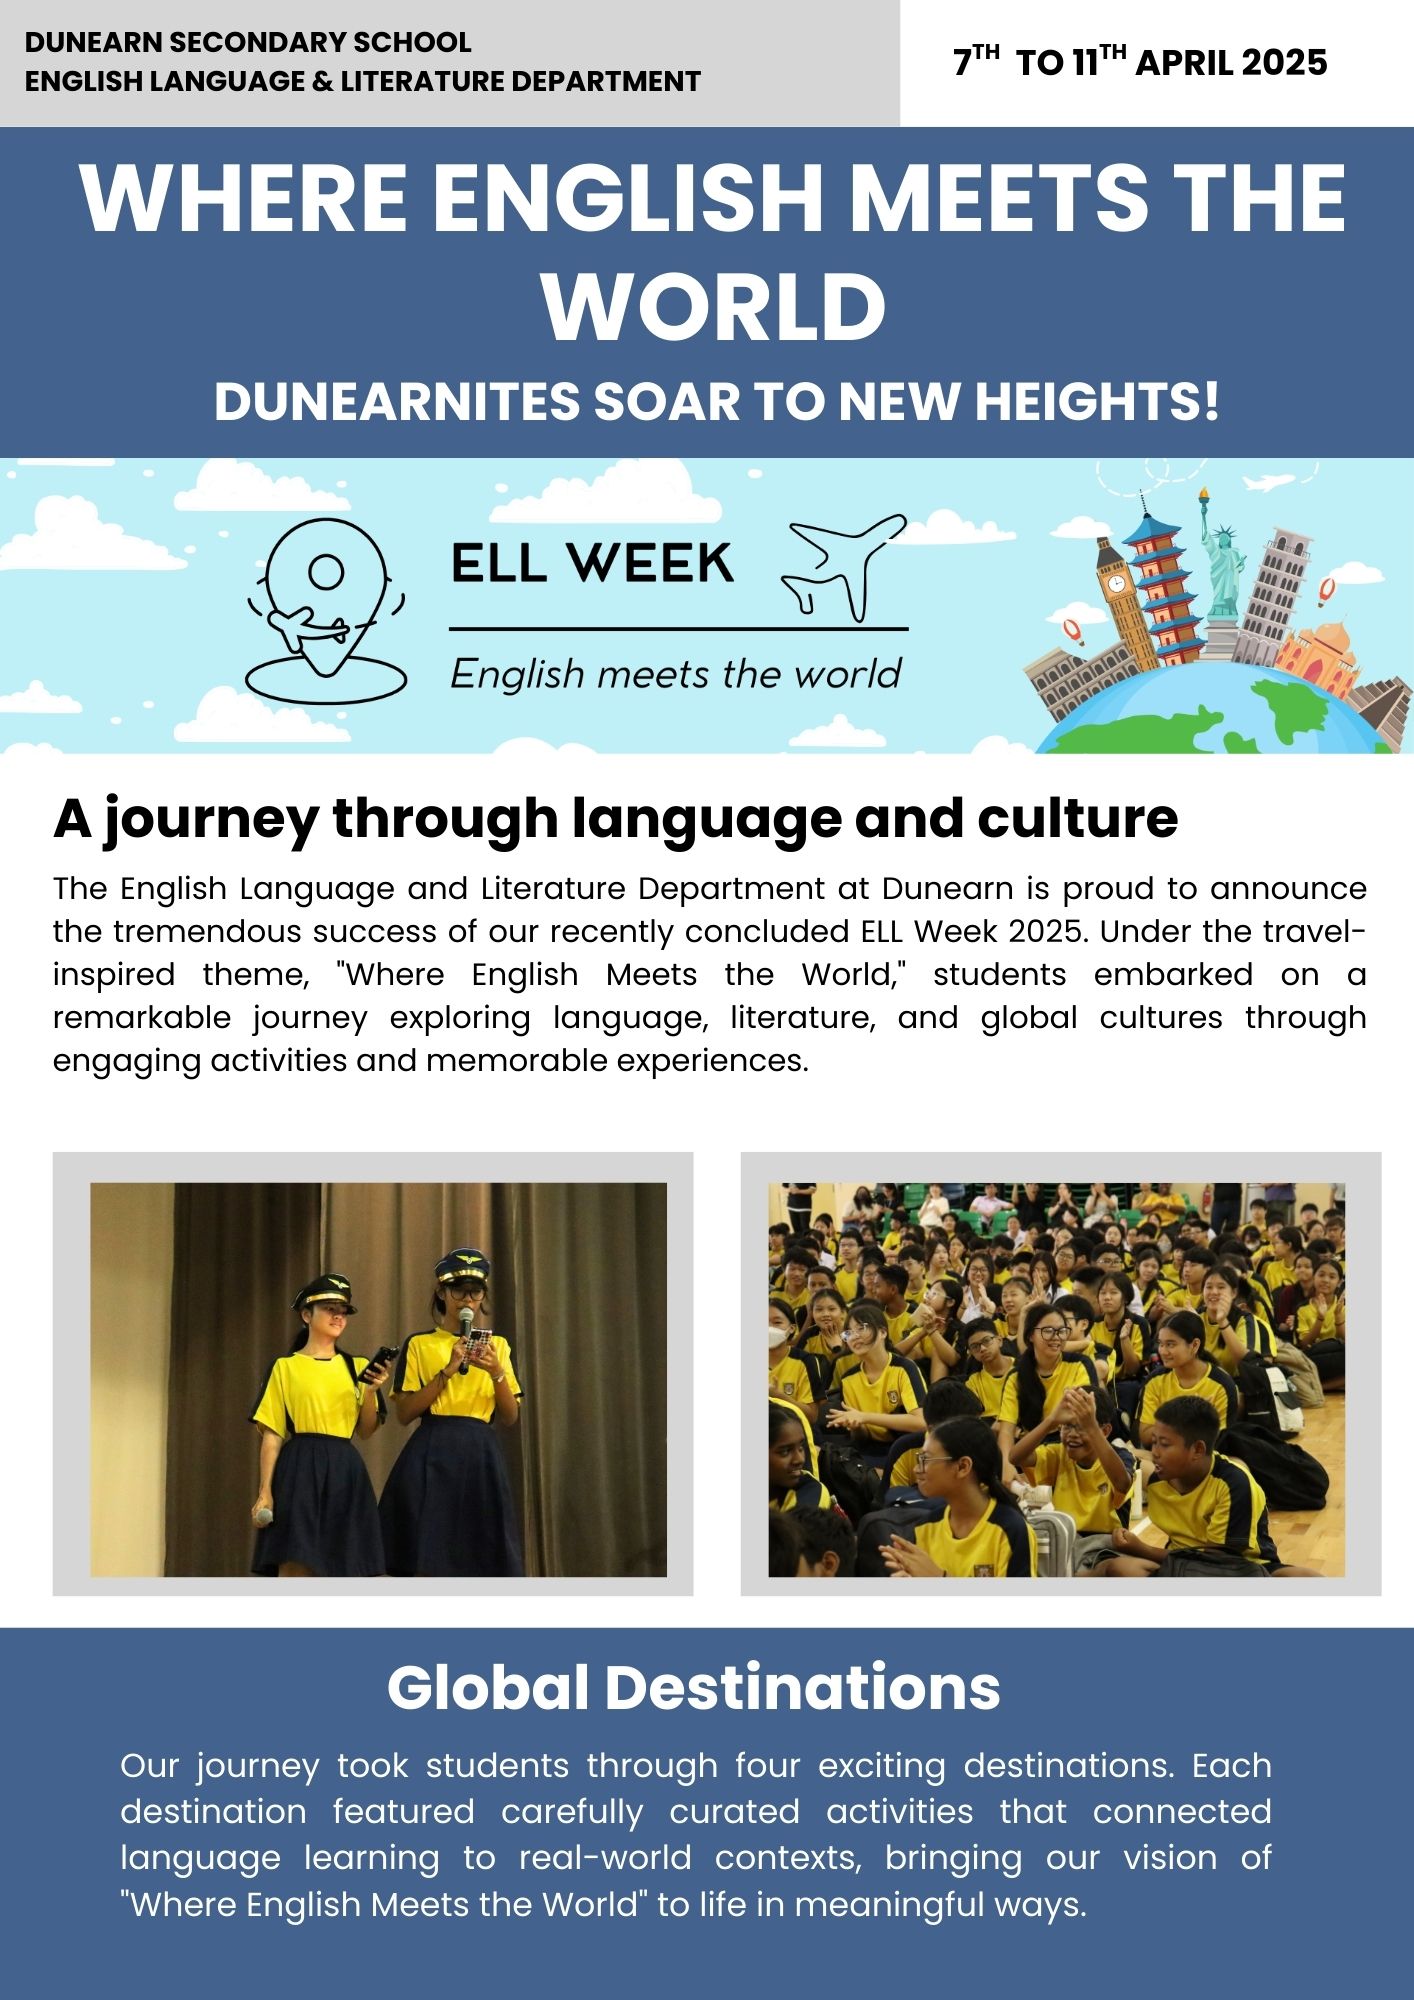 DUNEARN SECONDARY SCHOOL
ENGLISH LANGUAGE & LITERATURE DEPARTMENT
7TH TO 11TH APRIL 2025
WHERE ENGLISH MEETS THE
WORLD
DUNEARNITES SOAR TO NEW HEIGHTS!
ELL WEEK
English meets the world
A journey through language and culture
The English Language and Literature Department at Dunearn is proud to announce
the tremendous success of our recently concluded ELL Week 2025. Under the travel-
inspired theme, "Where English Meets the World," students embarked on a
remarkable journey exploring language, literature, and global cultures through
engaging activities and memorable experiences.
Global Destinations
Our journey took students through four exciting destinations. Each
destination featured carefully curated activities that connected
language learning to real-world contexts, bringing our vision of
"Where English Meets the World" to life in meaningful ways.